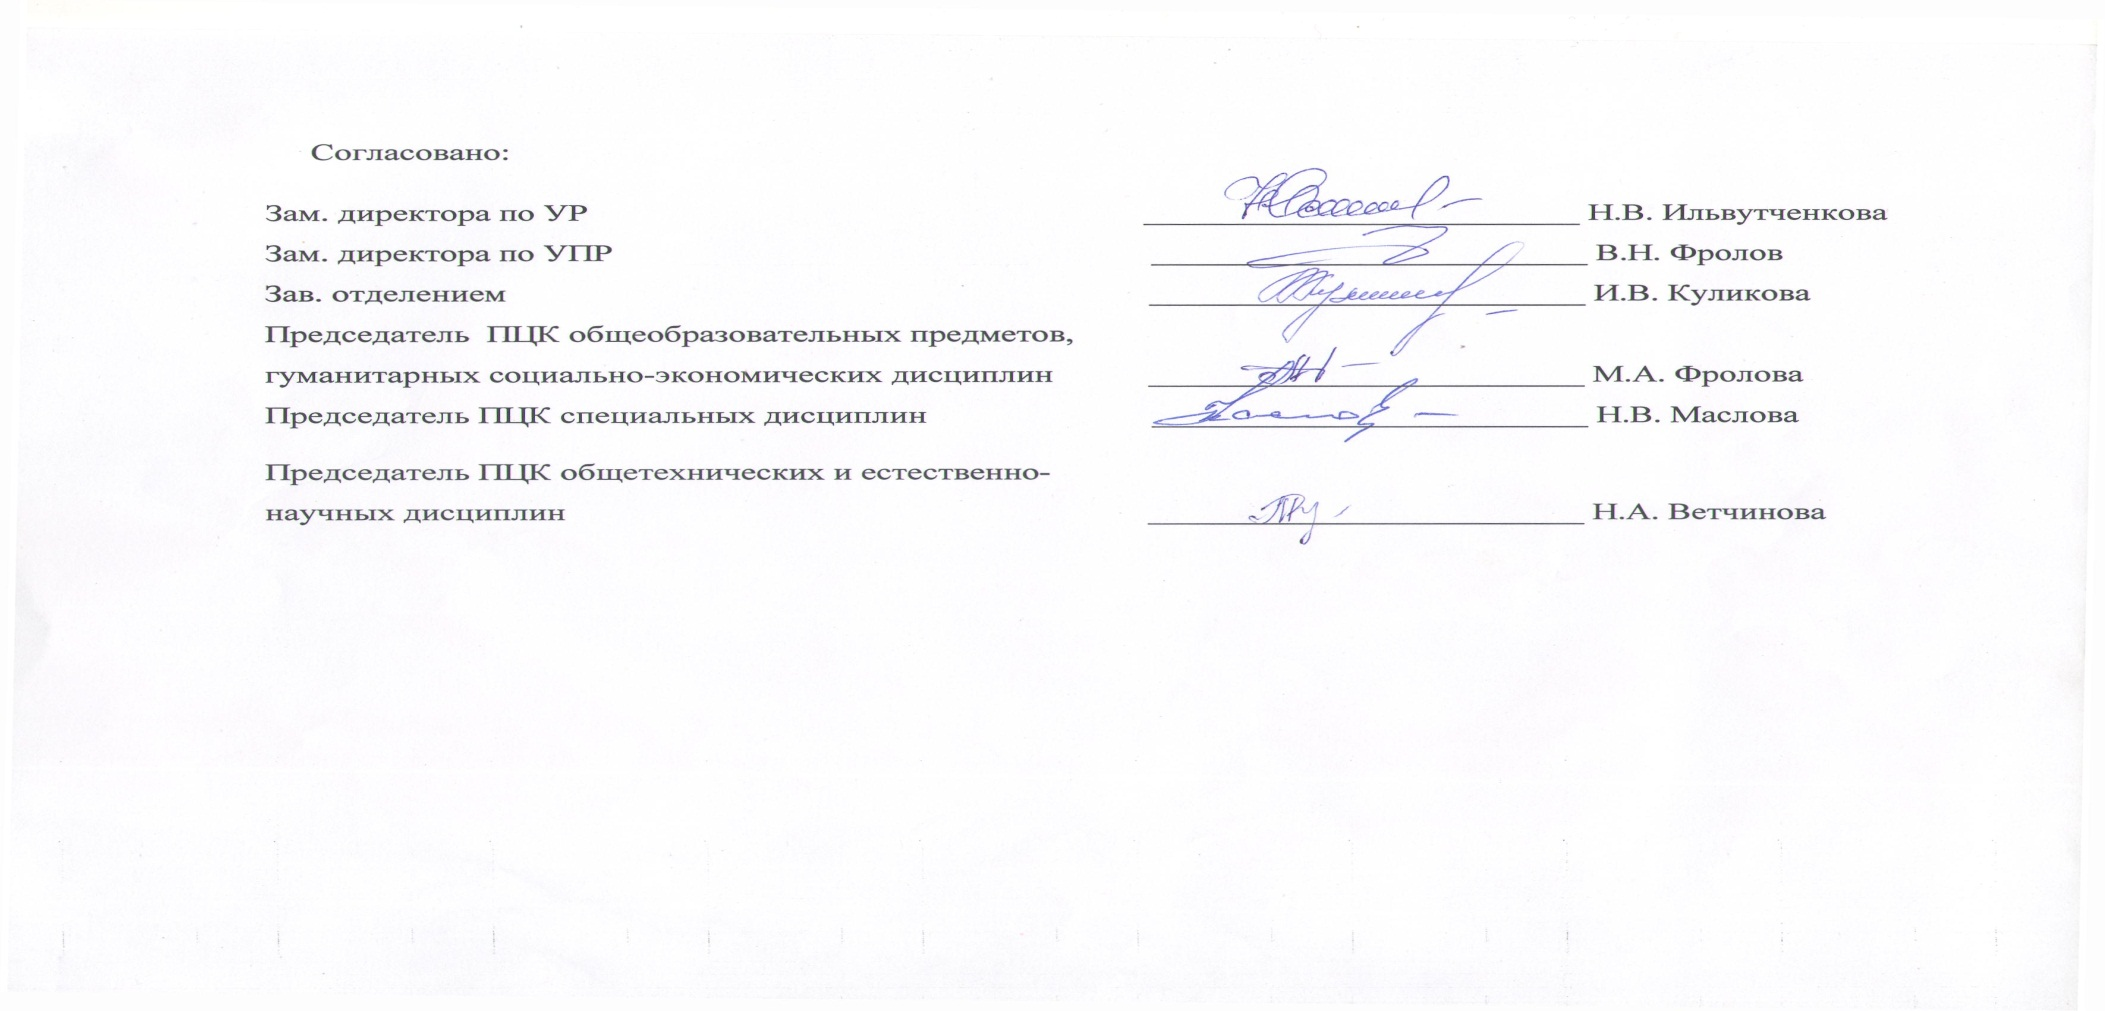 Согласовано:
Зам. директора по УР Н.В. Ильвутченкова
Зам. директора по УПР В.Н. Фролов
Зав. отделением И.В. Куликова
Председатель ПЦК общеобразовательных предметов,
гуманитарных социально-экономических дисциплин М.А. Фролова
Председатель ПЦК специальных дисциплин Н.В. Маслова
Председатель ПЦК общетехнических и естественно-
научных дисциплин Н.А. Ветчинова